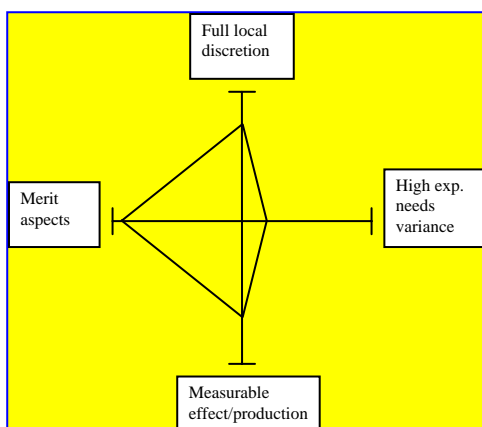 Full local
discretion
Merit
aspects
High exp.
needs
variance
Measurable
effect/production